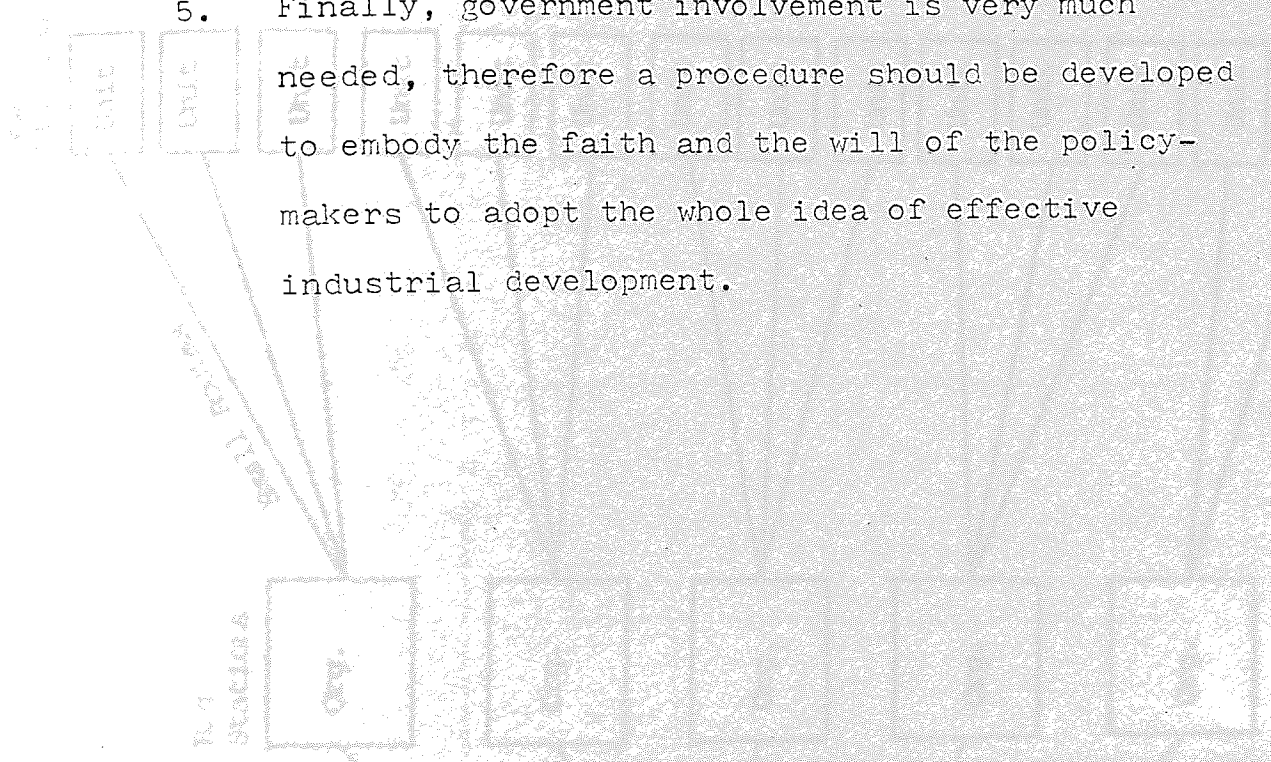 5. Finally, government involvement is very much
needed, therefore a procedure should be developed
to embody the faith and the will of the policy-
makers to adopt the whole idea of effective
industrial development.